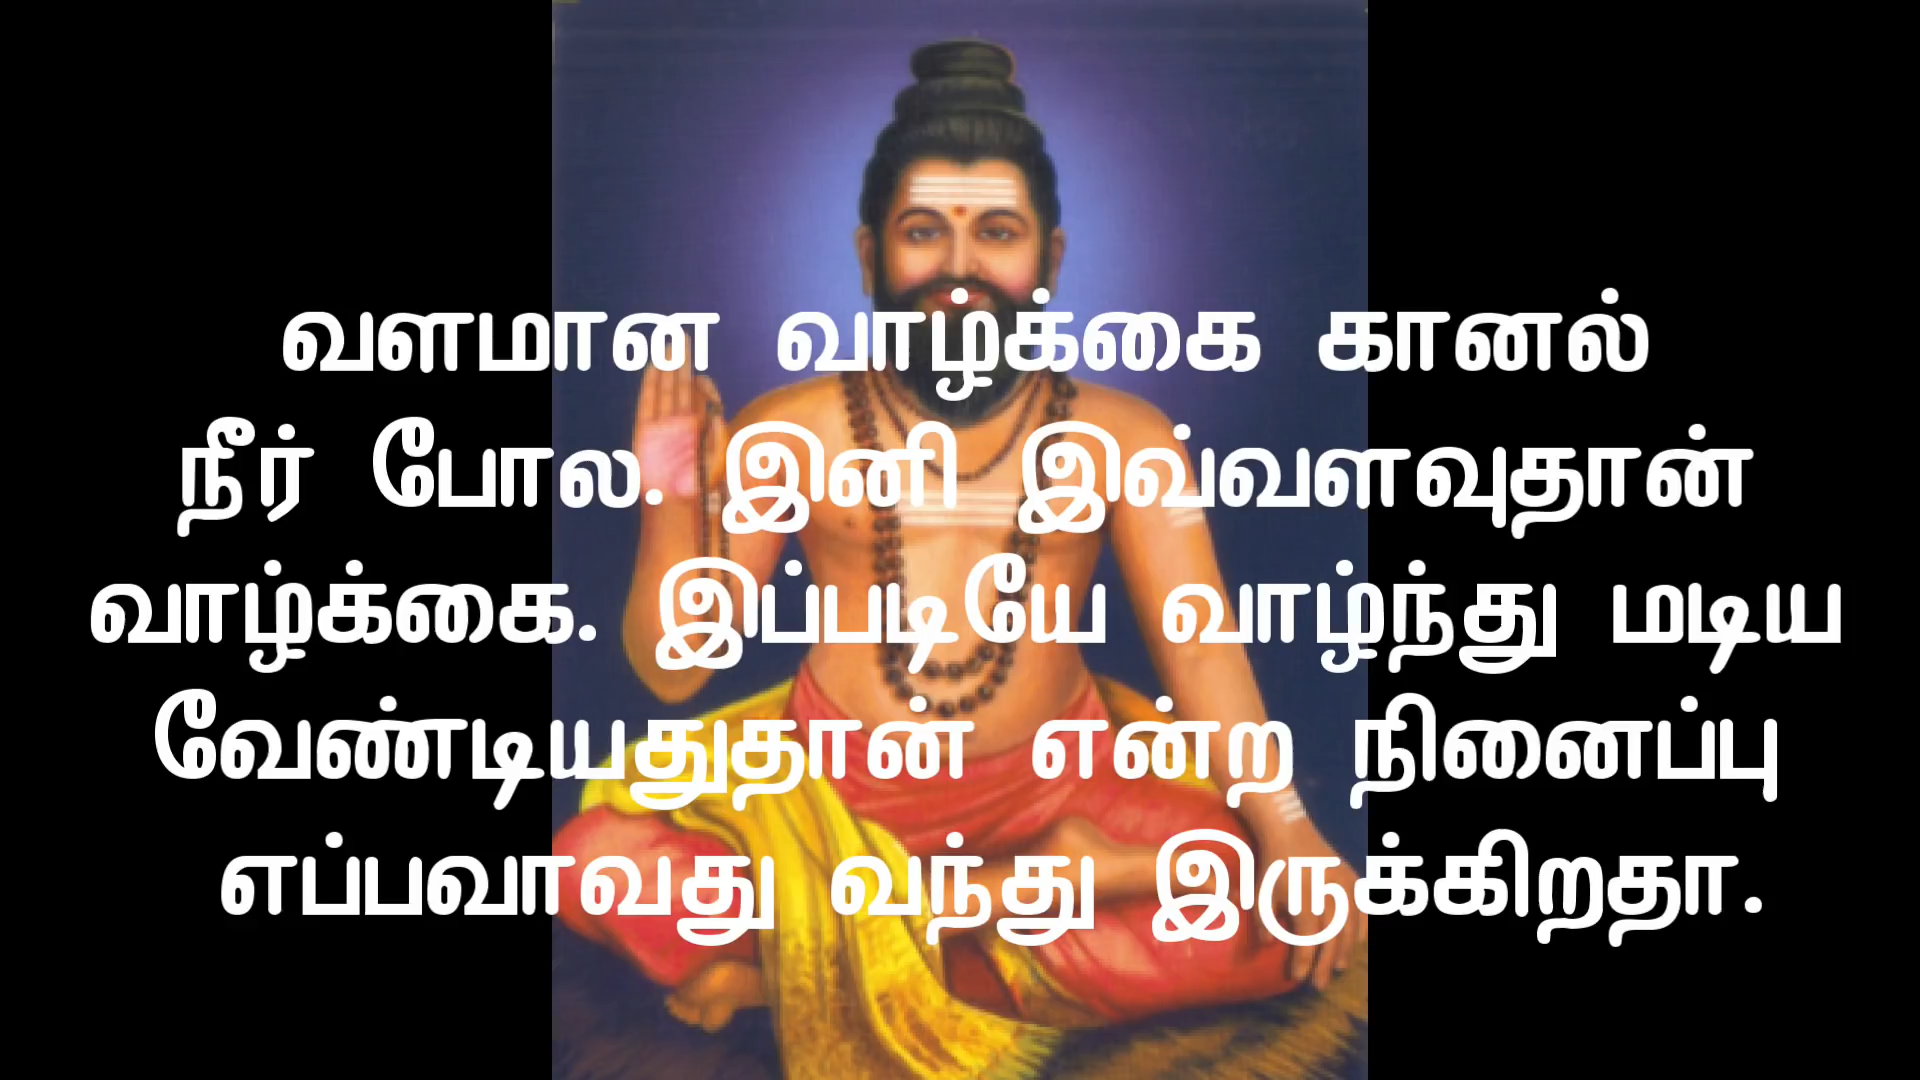 வளமான வாழ்க்கை கானல்
நீர் போல. இனி இவ்வளவுதான்
வாழ்க்கை. இப்படியே வாழ்ந்து மடிய
வேண்டியதுதான் என்ற நினைப்பு
எப்பவாவது வந்து இருக்கிறதா.